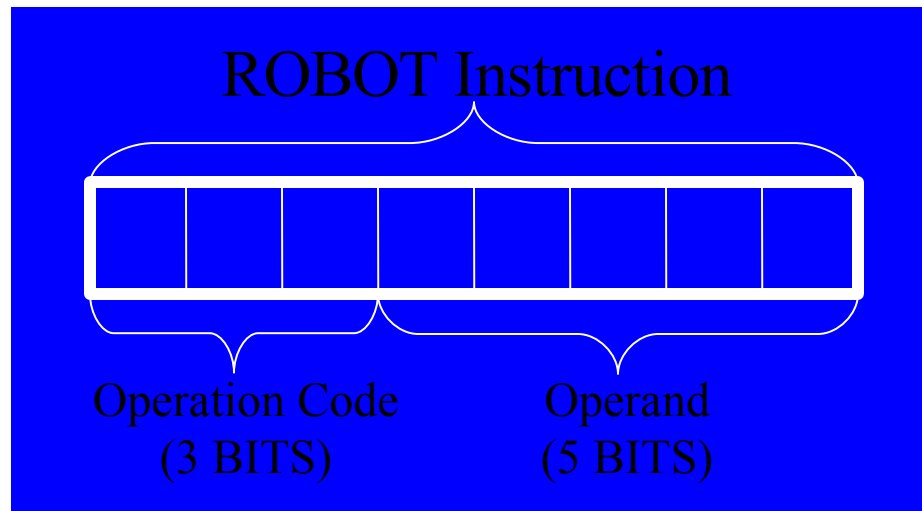 ROBOT Instruction
Operation Code
(3 BITS)
Operand
(5 BITS)